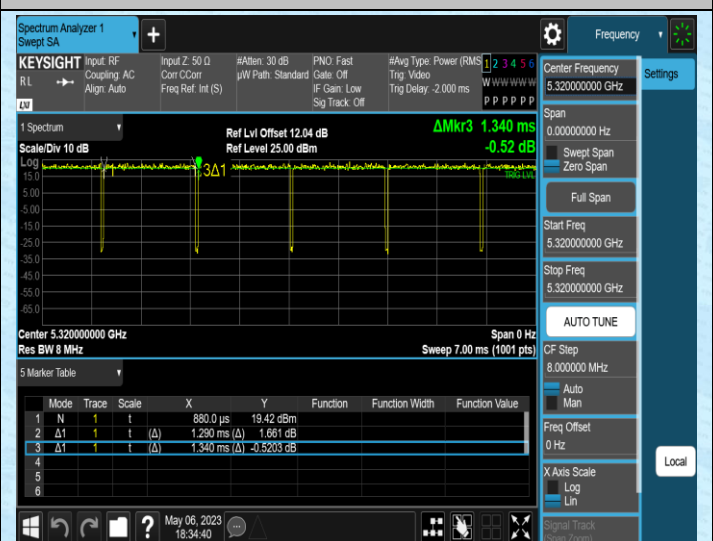 Spectrum Analyzer 1
Swept SA
+
Frequency
KEYSIGHT
RL
LXI
Input: RF
Coupling: AC
Align: Auto
Input Z: 50 Ω
Corr CCorr
Freq Ref: Int (S)
#Atten: 30 dB
µW Path: Standard
PNO: Fast
Gate: Off
IF Gain: Low
Sig Track: Off
#Avg Type: Power (RMS
Trig: Video
Trig Delay: -2.000 ms
1 2 3 4 5 6
W W W W W W
P P P P P P
1 Spectrum
Scale/Div 10 dB
Ref Lvl Offset 12.04 dB
Ref Level 25.00 dBm
ΔMkr3 1.340 ms
-0.52 dB
Log
15.0
5.00
-5.00
-15.0
-25.0
-35.0
-45.0
-55.0
-65.0
1
3Δ1
TRIG LVL
Center 5.320000000 GHz
Res BW 8 MHz
Span 0 Hz
Sweep 7.00 ms (1001 pts)
5 Marker Table
Mode Trace Scale X Y Function Function Width Function Value
1 N 1 t 880.0 µs 19.42 dBm
2 Δ1 1 t (Δ) 1.290 ms (Δ) 1.661 dB
3 Δ1 1 t (Δ) 1.340 ms (Δ) -0.5203 dB
4
5
6
May 06, 2023
18:34:40
Center Frequency
5.320000000 GHz
Span
0.00000000 Hz
Swept Span
Zero Span
Full Span
Start Freq
5.320000000 GHz
Stop Freq
5.320000000 GHz
AUTO TUNE
CF Step
8.000000 MHz
Auto
Man
Freq Offset
0 Hz
X Axis Scale
Log
Lin
Signal Track
(Span Zoom)
Settings
Local